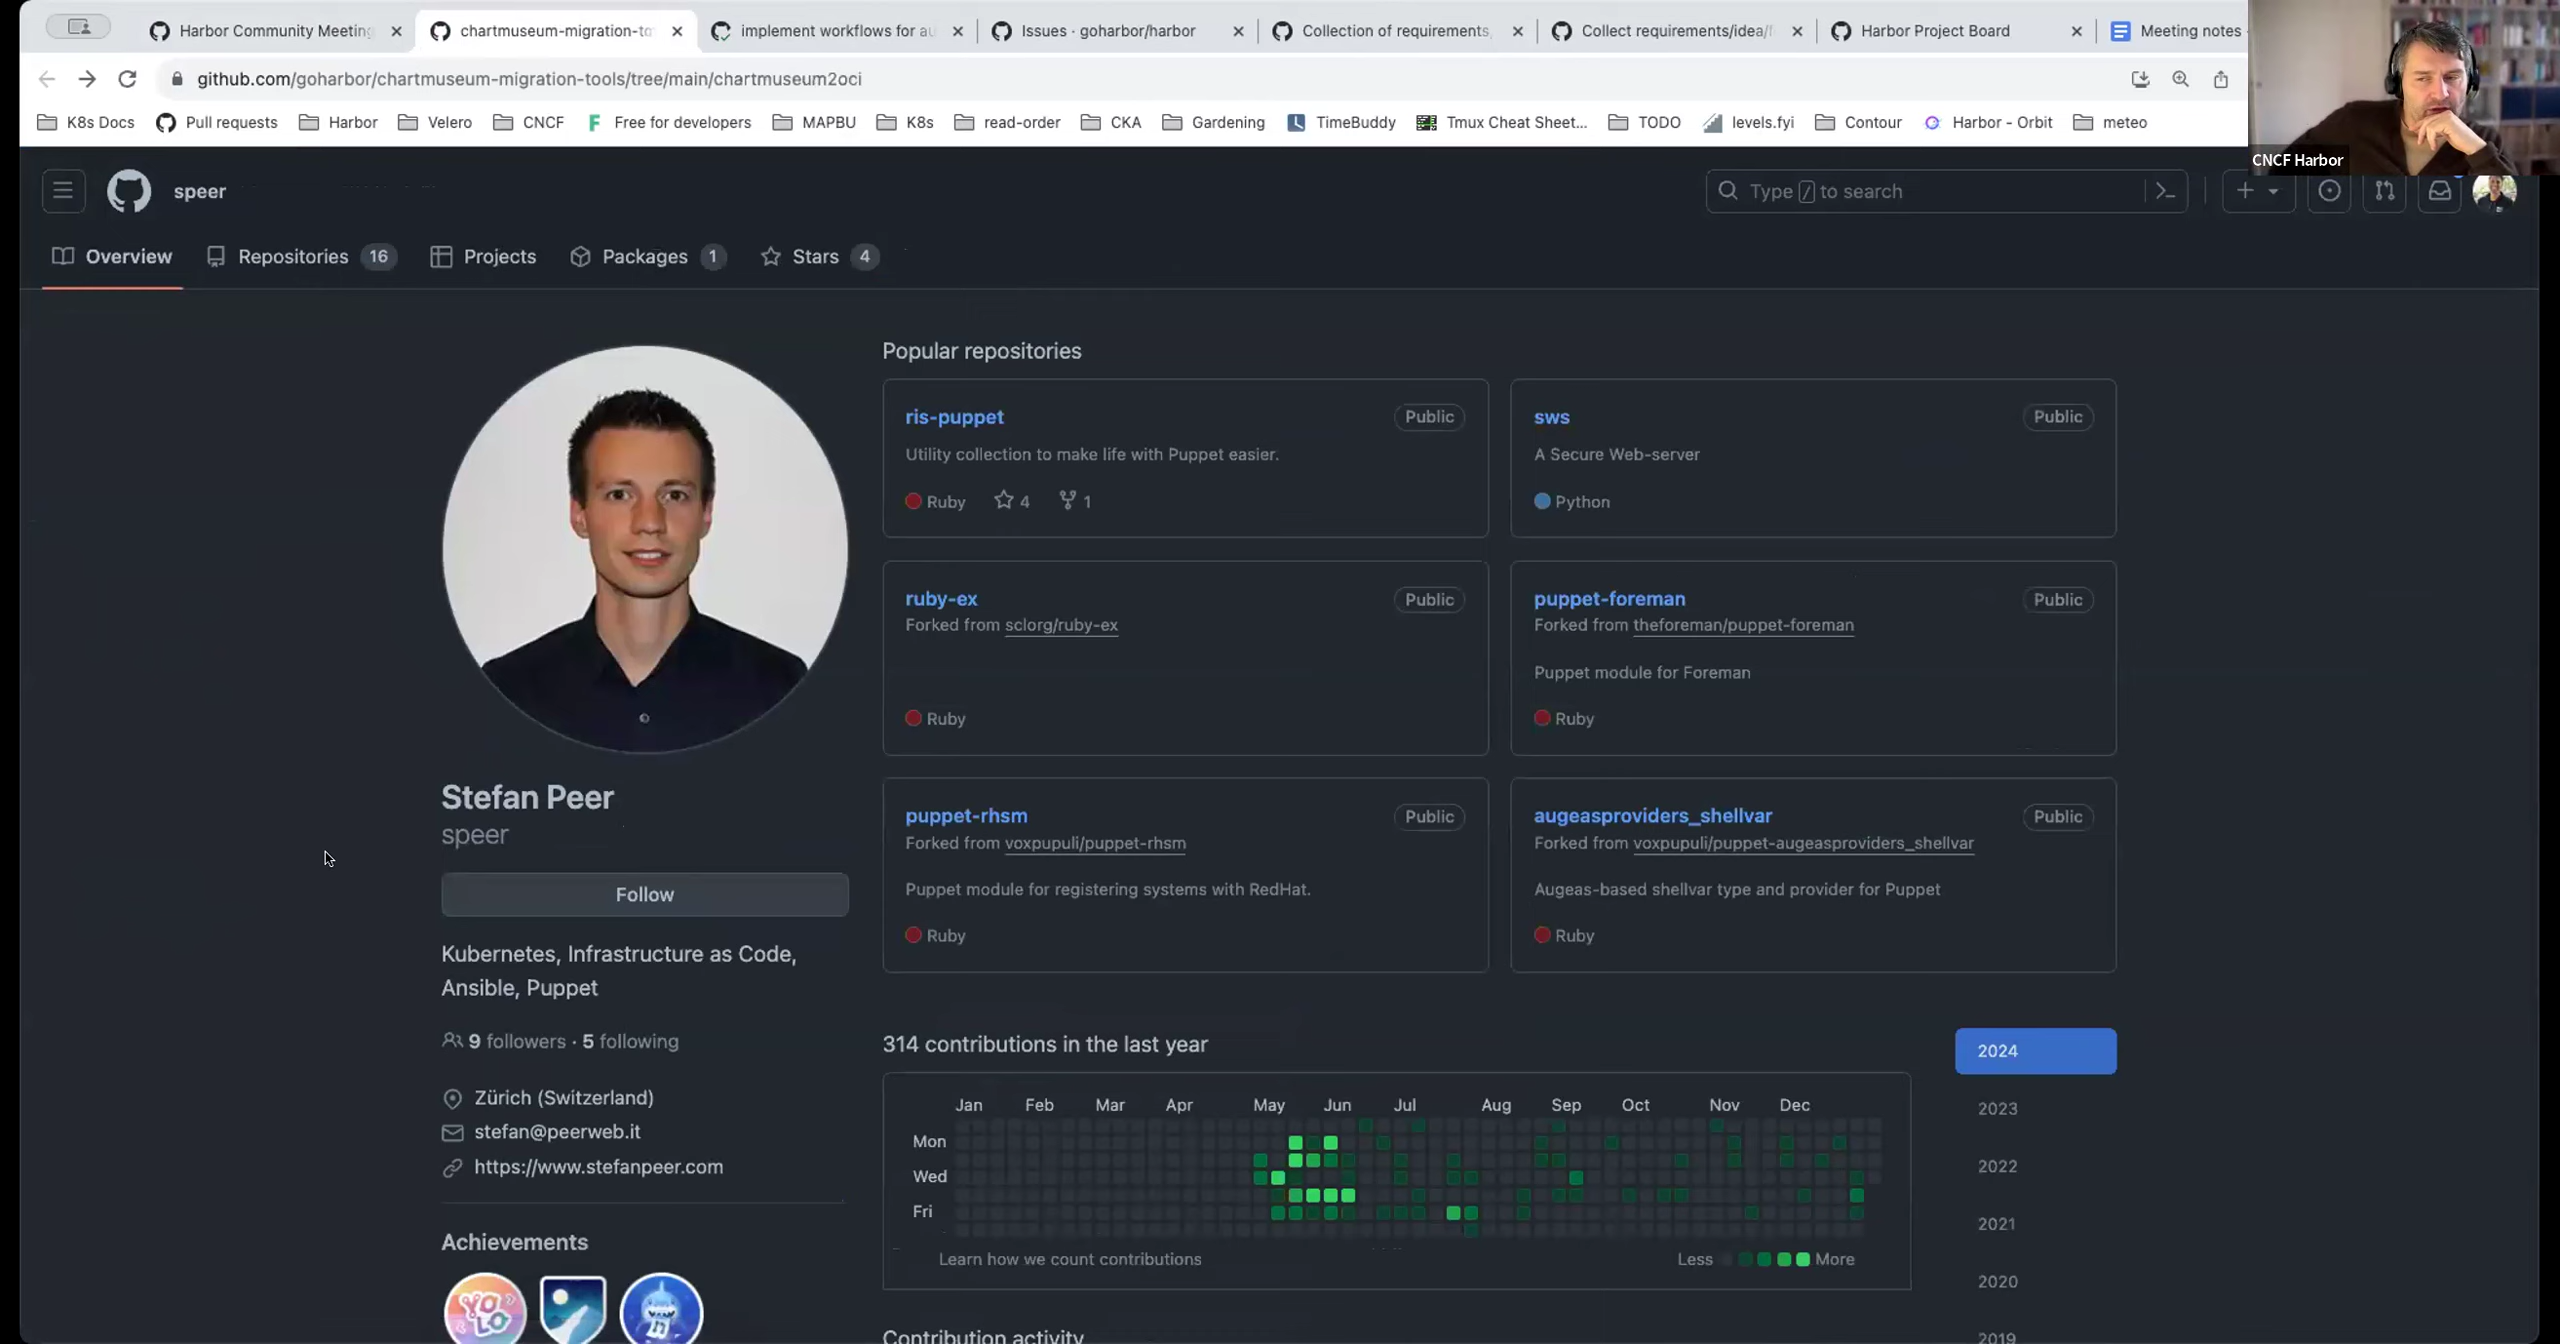 Harbor Community Meeting
chartmuseum-migration-to
implement workflows for au
Issues · goharbor/harbor
Collection of requirements,
Collect requirements/idea/f
Harbor Project Board
Meeting notes
github.com/goharbor/chartmuseum-migration-tools/tree/main/chartmuseum2oci
K8s Docs
Pull requests
Harbor
Velero
CNCF
Free for developers
MAPBU
K8s
read-order
CKA
Gardening
TimeBuddy
Tmux Cheat Sheet...
TODO
levels.fyi
Contour
Harbor - Orbit
meteo
CNCF Harbor
speer
Type / to search
Overview
Repositories 16
Projects
Packages 1
Stars 4
Popular repositories
ris-puppet
Public
Utility collection to make life with Puppet easier.
Ruby 4 1
sws
Public
A Secure Web-server
Python
ruby-ex
Public
Forked from sclorg/ruby-ex
Ruby
puppet-foreman
Public
Forked from theforeman/puppet-foreman
Puppet module for Foreman
Ruby
puppet-rhsm
Public
Forked from voxpupuli/puppet-rhsm
Puppet module for registering systems with RedHat.
Ruby
augeasproviders_shellvar
Public
Forked from voxpupuli/puppet-augeasproviders_shellvar
Augeas-based shellvar type and provider for Puppet
Ruby
Stefan Peer
speer
Follow
Kubernetes, Infrastructure as Code,
Ansible, Puppet
9 followers · 5 following
Zürich (Switzerland)
stefan@peerweb.it
https://www.stefanpeer.com
Achievements
YOLO
314 contributions in the last year
Jan Feb Mar Apr May Jun Jul Aug Sep Oct Nov Dec
Mon
Wed
Fri
Learn how we count contributions
Less More
2024
2023
2022
2021
2020
2019
Contribution activity